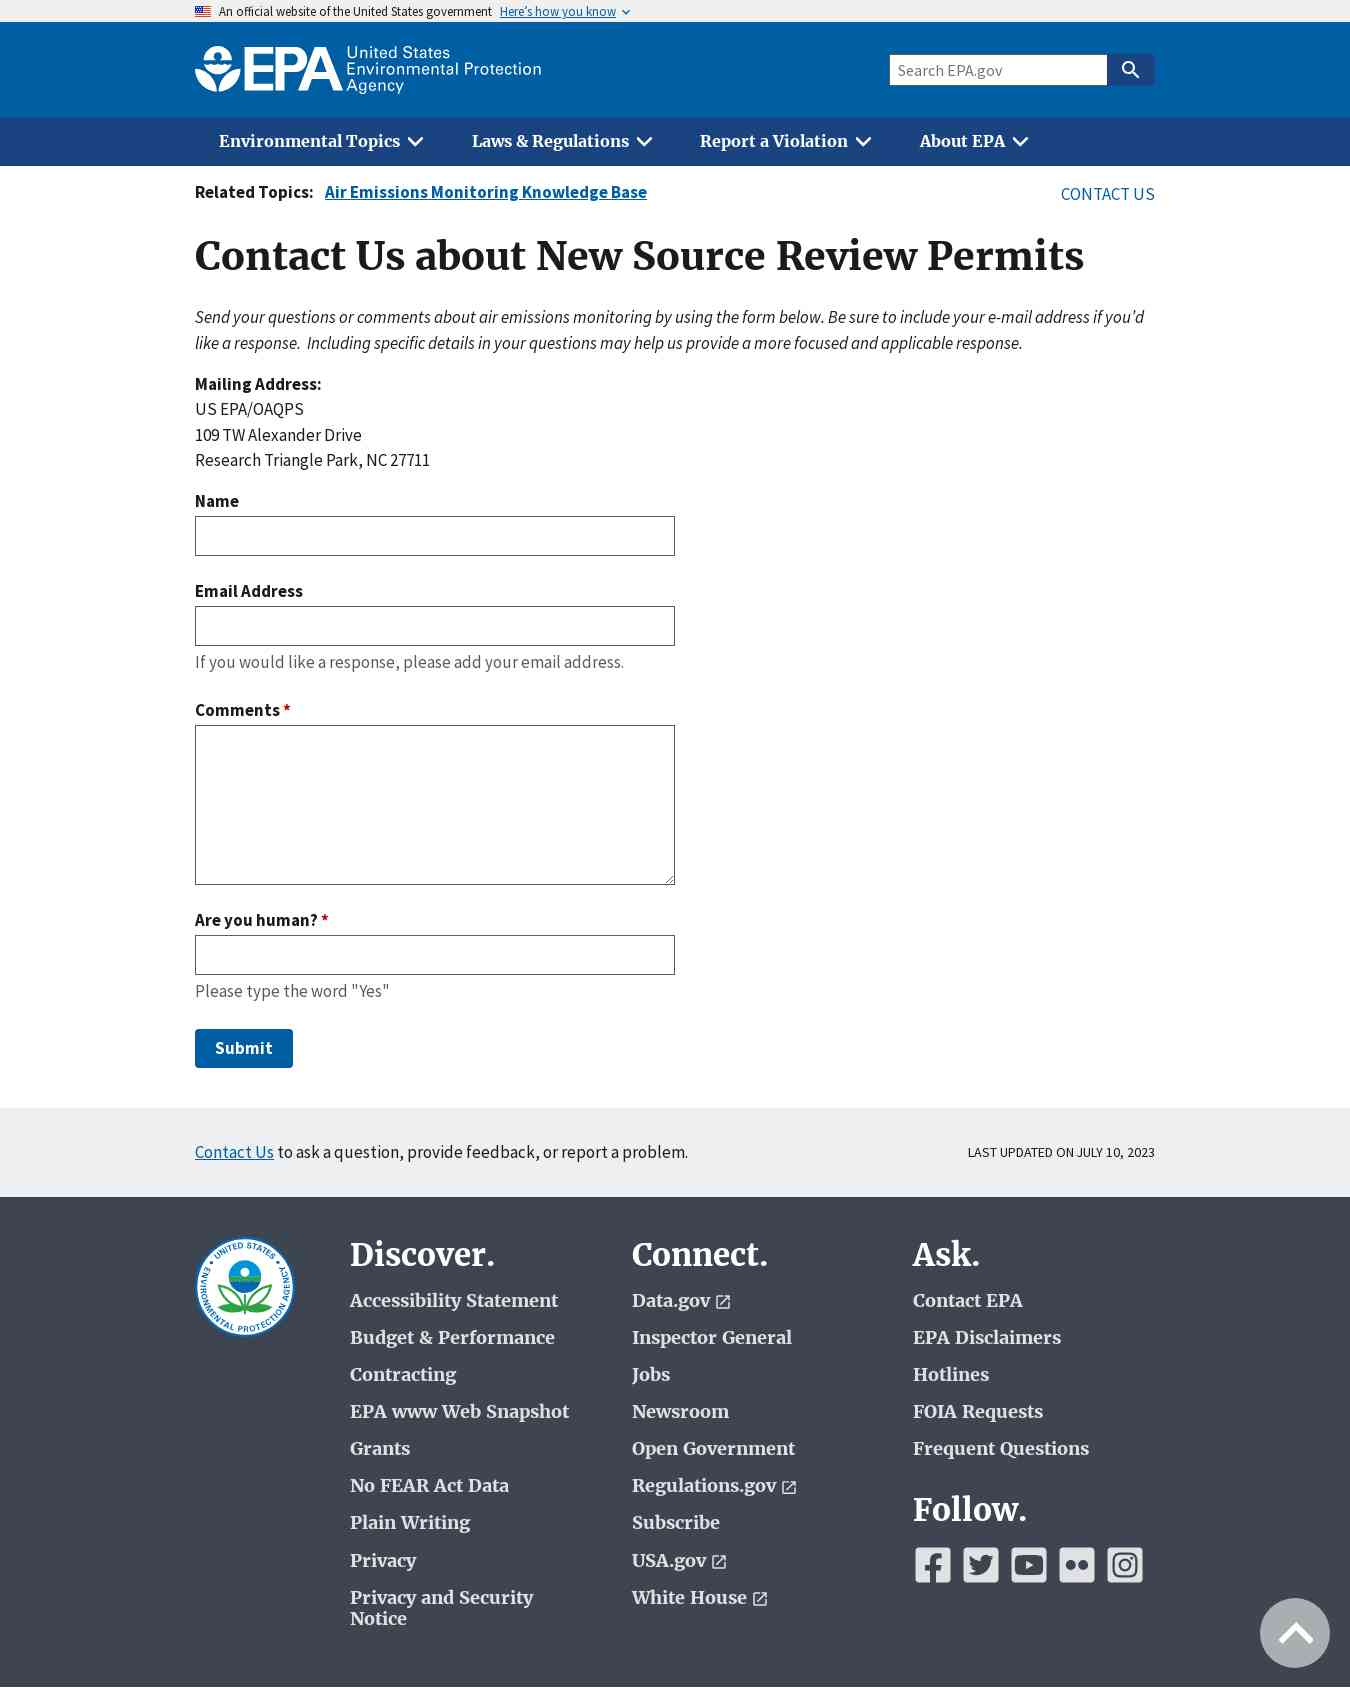 An official website of the United States government Here's how you know
EPA United States
Environmental Protection
Agency
Search EPA.gov
Environmental Topics Laws & Regulations Report a Violation About EPA
Related Topics: Air Emissions Monitoring Knowledge Base CONTACT US
Contact Us about New Source Review Permits
Send your questions or comments about air emissions monitoring by using the form below. Be sure to include your e-mail address if you'd
like a response.  Including specific details in your questions may help us provide a more focused and applicable response.
Mailing Address:
US EPA/OAQPS
109 TW Alexander Drive
Research Triangle Park, NC 27711
Name
Email Address
If you would like a response, please add your email address.
Comments *
Are you human? *
Please type the word "Yes"
Submit
Contact Us to ask a question, provide feedback, or report a problem. LAST UPDATED ON JULY 10, 2023
UNITED STATES ENVIRONMENTAL PROTECTION AGENCY
Discover.
Accessibility Statement
Budget & Performance
Contracting
EPA www Web Snapshot
Grants
No FEAR Act Data
Plain Writing
Privacy
Privacy and Security
Notice
Connect.
Data.gov
Inspector General
Jobs
Newsroom
Open Government
Regulations.gov
Subscribe
USA.gov
White House
Ask.
Contact EPA
EPA Disclaimers
Hotlines
FOIA Requests
Frequent Questions
Follow.